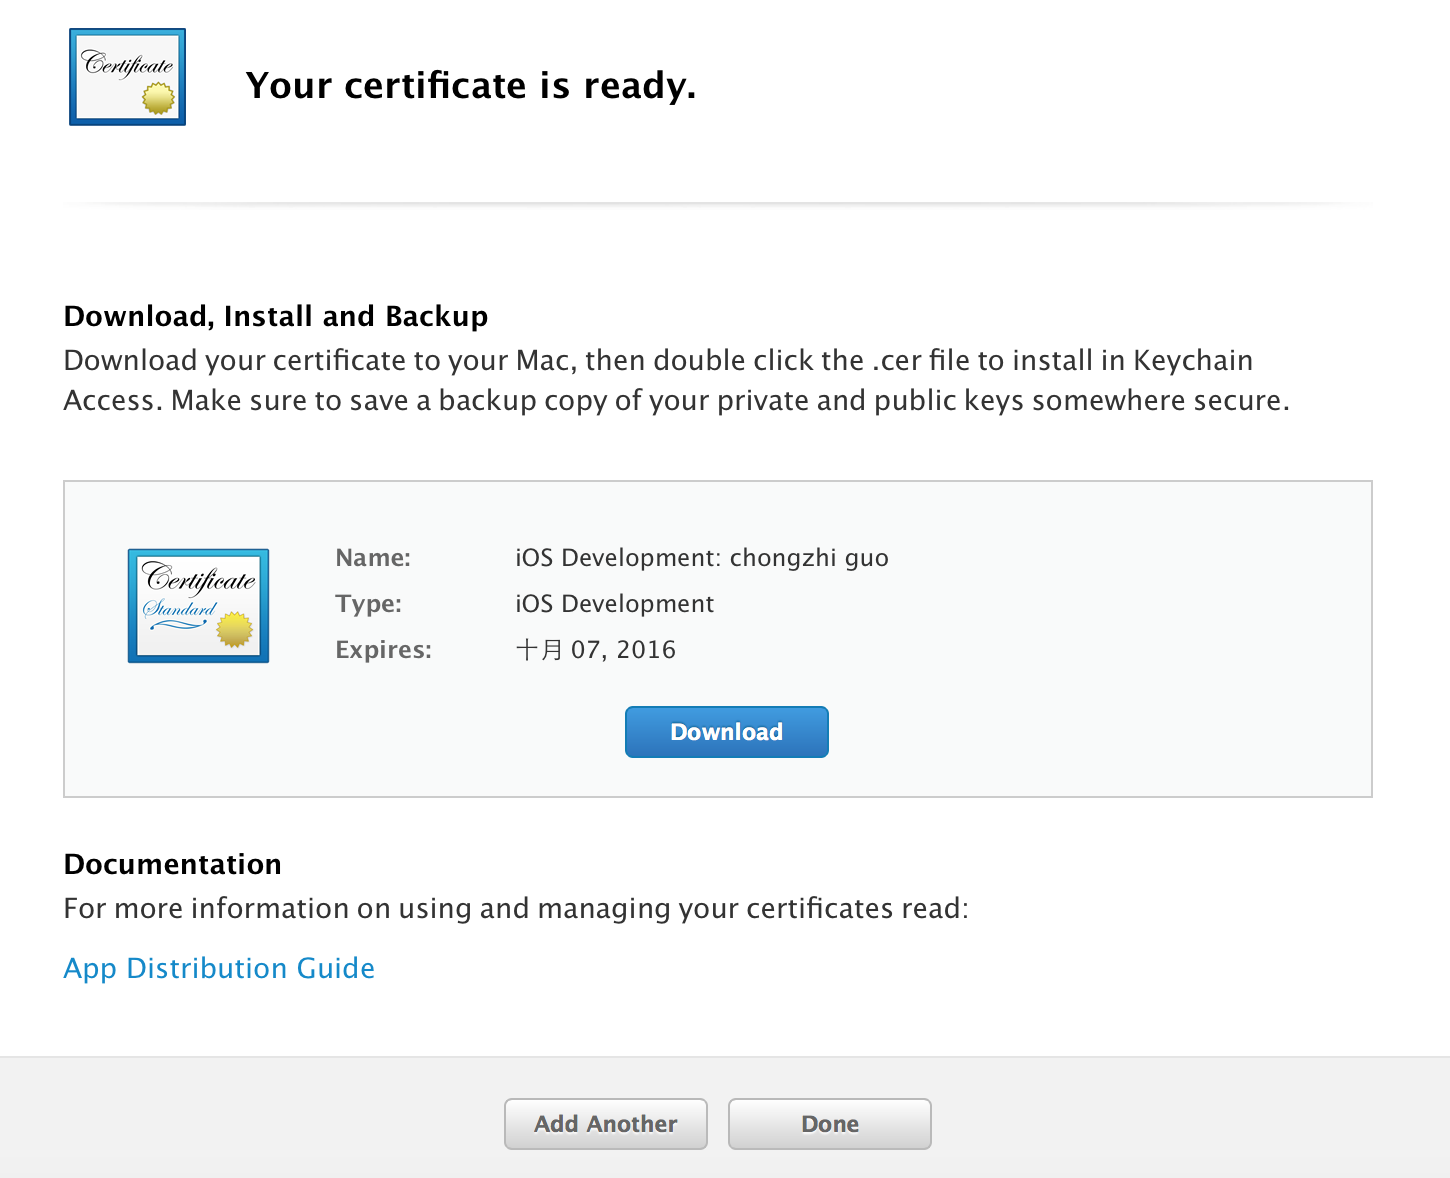 Certificate
Your certificate is ready.
Download, Install and Backup
Download your certificate to your Mac, then double click the .cer file to install in Keychain
Access. Make sure to save a backup copy of your private and public keys somewhere secure.
Certificate
Standard
Name: iOS Development: chongzhi guo
Type: iOS Development
Expires: 十月 07, 2016
Download
Documentation
For more information on using and managing your certificates read:
App Distribution Guide
Add Another Done